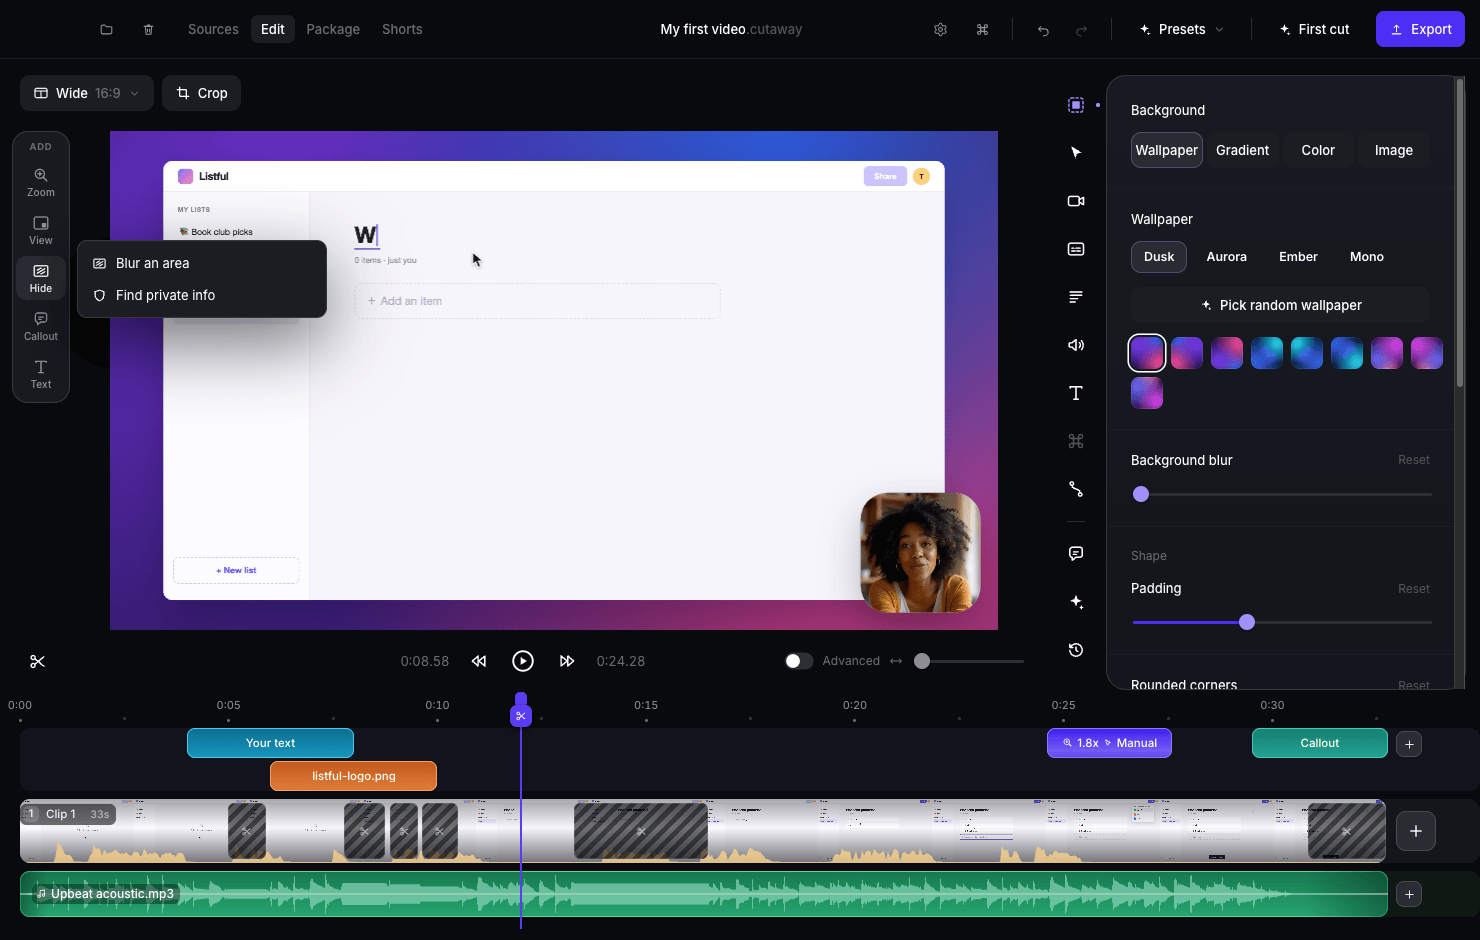 Sources Edit Package Shorts
My first video.cutaway
Presets
First cut
Export
Wide 16:9
Crop
ADD
Zoom
View
Hide
Callout
Text
Blur an area
Find private info
Listful
Share
T
MY LISTS
Book club picks
W
0 items · just you
+ Add an item
+ New list
Background
Wallpaper Gradient Color Image
Wallpaper
Dusk Aurora Ember Mono
Pick random wallpaper
Background blur Reset
Shape
Padding Reset
Rounded corners Reset
0:08.58
0:24.28
Advanced
0:00 0:05 0:10 0:15 0:20 0:25 0:30
Your text
1.8x Manual
Callout
listful-logo.png
1 Clip 1 33s
Upbeat acoustic.mp3